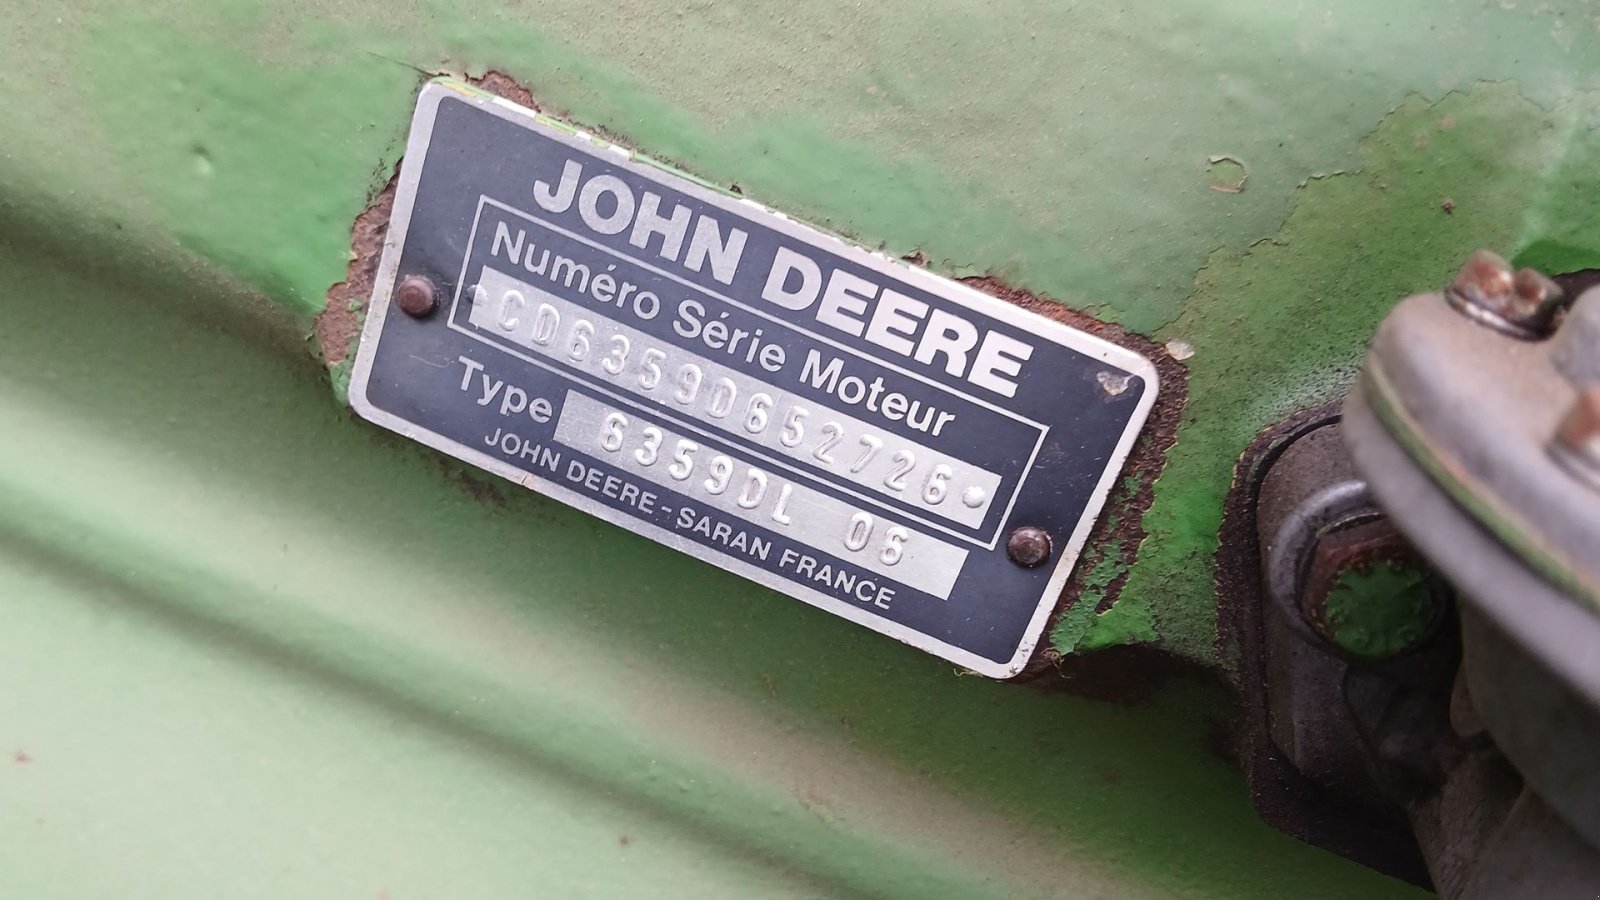 JOHN DEERE
Numéro Série Moteur
CD6359D652726
Type 6359DL 06
JOHN DEERE - SARAN FRANCE